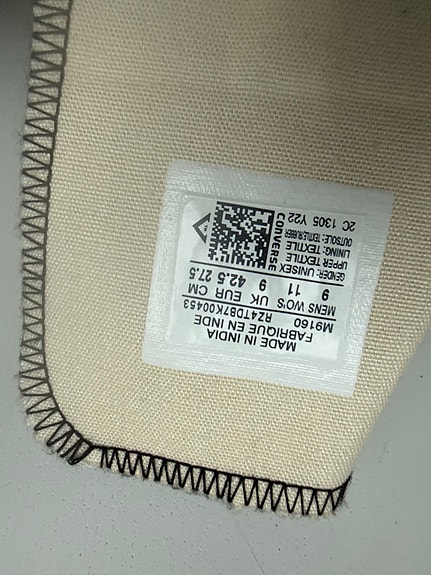 MADE IN INDIA
FABRIQUE EN INDE
M9160 RZ4TDB7K00453
MENS WO'S UK EUR CM
9 11 9 42.5 27.5
GENDER: UNISEX
UPPER: TEXTILE
LINING: TEXTILE
OUTSOLE: TEXTILE/RUBBER
2C 1305 Y22
CONVERSE